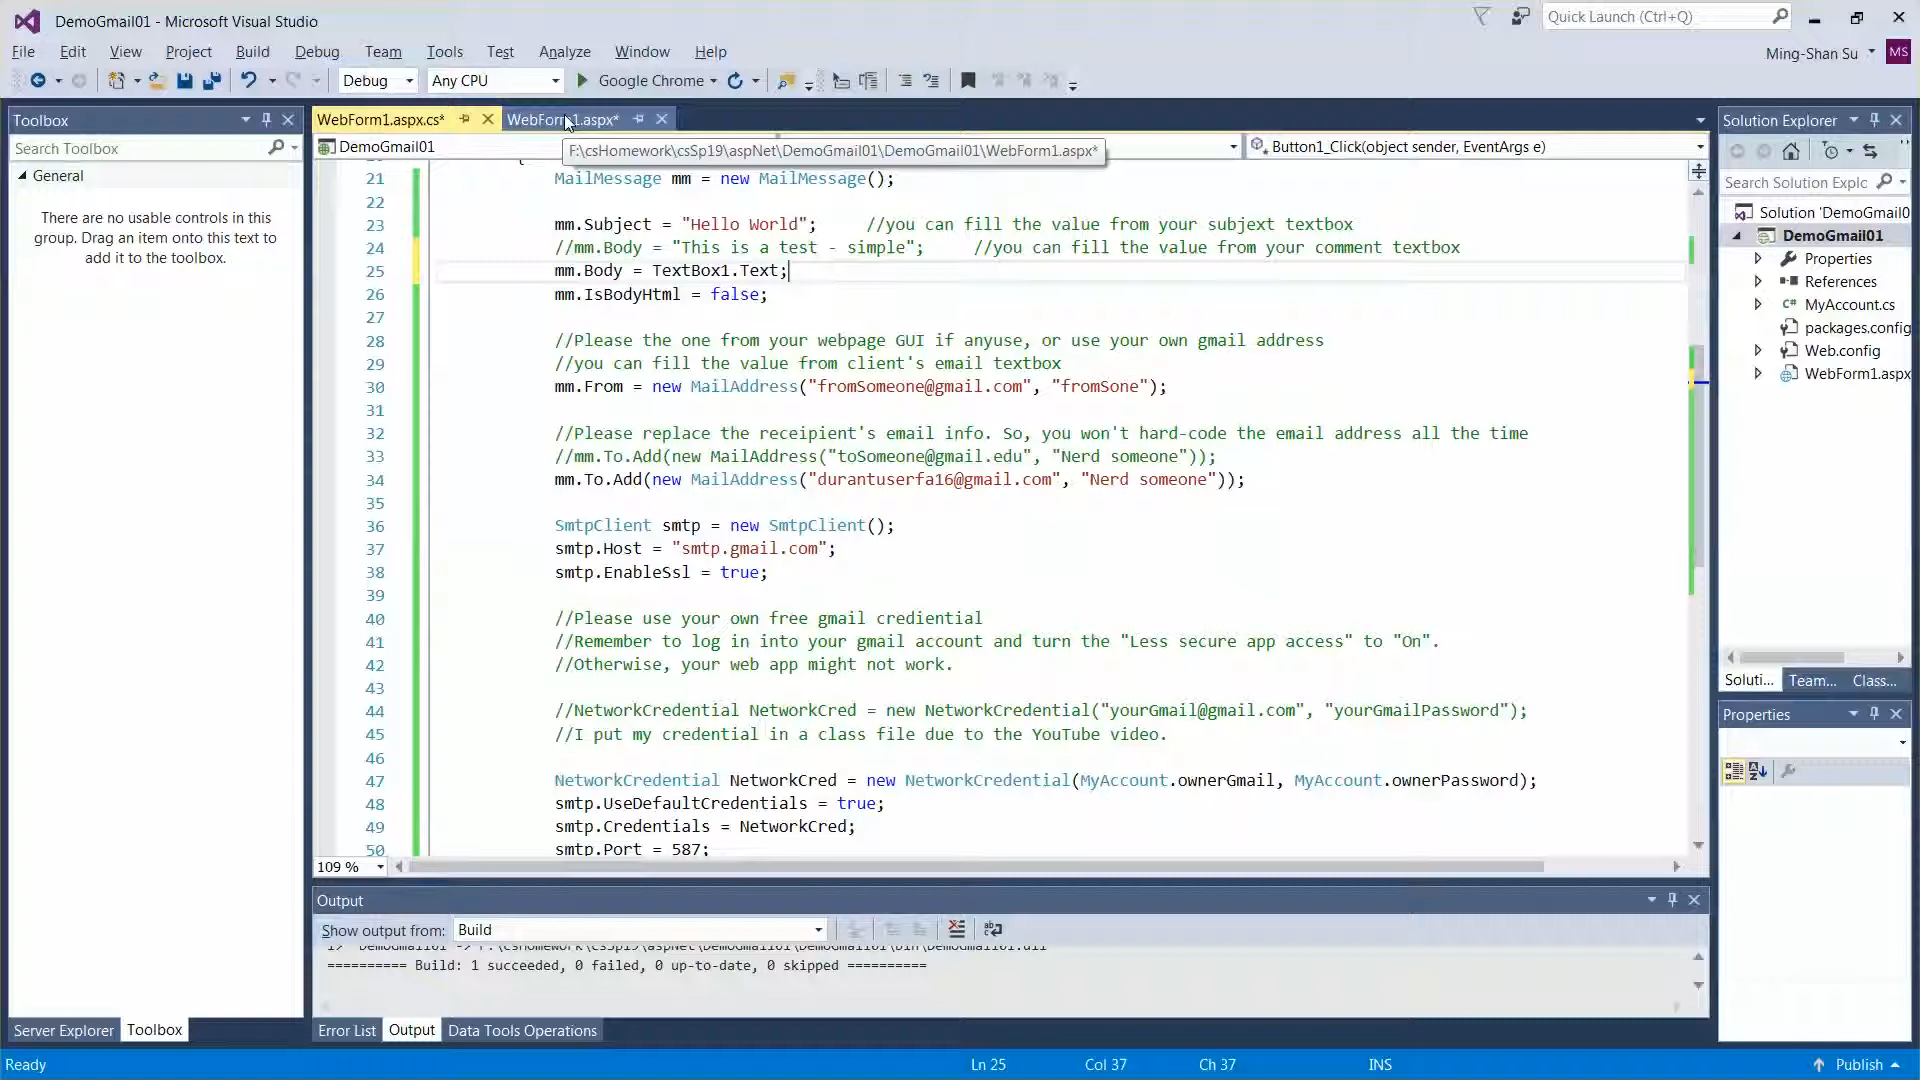 DemoGmail01 - Microsoft Visual Studio
Quick Launch (Ctrl+Q)
File Edit View Project Build Debug Team Tools Test Analyze Window Help
Ming-Shan Su MS
Debug Any CPU Google Chrome
Toolbox
Search Toolbox
General
There are no usable controls in this
group. Drag an item onto this text to
add it to the toolbox.
Server Explorer Toolbox
WebForm1.aspx.cs* WebForm1.aspx*
DemoGmail01 Button1_Click(object sender, EventArgs e)
F:\csHomework\csSp19\aspNet\DemoGmail01\DemoGmail01\WebForm1.aspx*
21 MailMessage mm = new MailMessage();
22
23 mm.Subject = "Hello World"; //you can fill the value from your subjext textbox
24 //mm.Body = "This is a test - simple"; //you can fill the value from your comment textbox
25 mm.Body = TextBox1.Text;
26 mm.IsBodyHtml = false;
27
28 //Please the one from your webpage GUI if anyuse, or use your own gmail address
29 //you can fill the value from client's email textbox
30 mm.From = new MailAddress("fromSomeone@gmail.com", "fromSone");
31
32 //Please replace the receipient's email info. So, you won't hard-code the email address all the time
33 //mm.To.Add(new MailAddress("toSomeone@gmail.edu", "Nerd someone"));
34 mm.To.Add(new MailAddress("durantuserfa16@gmail.com", "Nerd someone"));
35
36 SmtpClient smtp = new SmtpClient();
37 smtp.Host = "smtp.gmail.com";
38 smtp.EnableSsl = true;
39
40 //Please use your own free gmail crediential
41 //Remember to log in into your gmail account and turn the "Less secure app access" to "On".
42 //Otherwise, your web app might not work.
43
44 //NetworkCredential NetworkCred = new NetworkCredential("yourGmail@gmail.com", "yourGmailPassword");
45 //I put my credential in a class file due to the YouTube video.
46
47 NetworkCredential NetworkCred = new NetworkCredential(MyAccount.ownerGmail, MyAccount.ownerPassword);
48 smtp.UseDefaultCredentials = true;
49 smtp.Credentials = NetworkCred;
50 smtp.Port = 587;
109 %
Output
Show output from: Build
1> DemoGmail01 -> F:\csHomework\csSp19\aspNet\DemoGmail01\DemoGmail01\bin\DemoGmail01.dll
========== Build: 1 succeeded, 0 failed, 0 up-to-date, 0 skipped ==========
Error List Output Data Tools Operations
Solution Explorer
Search Solution Explo
Solution 'DemoGmail0
DemoGmail01
Properties
References
C# MyAccount.cs
packages.config
Web.config
WebForm1.aspx
Soluti... Team... Class...
Properties
Ready Ln 25 Col 37 Ch 37 INS Publish